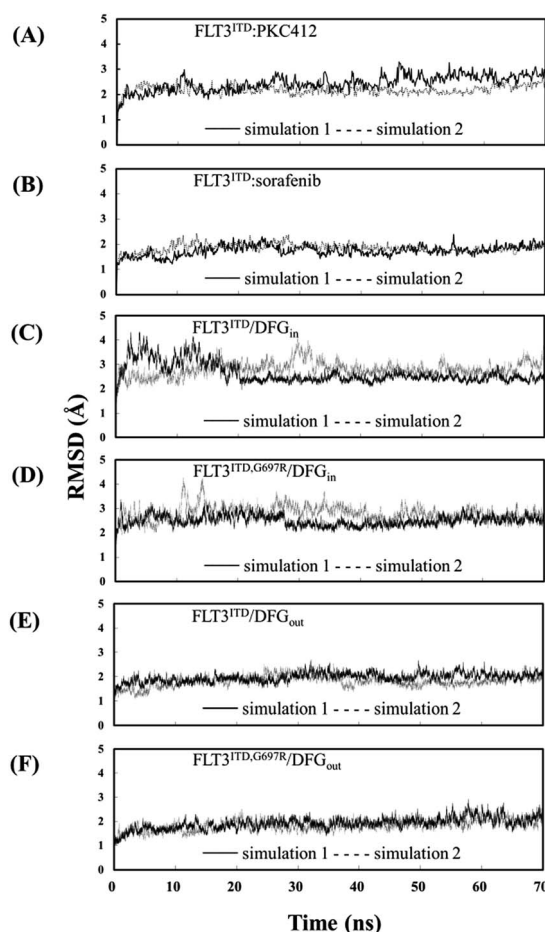 (A)
FLT3ITD:PKC412
5
4
3
2
1
0
simulation 1 simulation 2
(B)
FLT3ITD:sorafenib
5
4
3
2
1
0
simulation 1 simulation 2
(C)
FLT3ITD/DFGin
5
4
3
2
1
0
simulation 1 simulation 2
RMSD (Å)
(D)
FLT3ITD,G697R/DFGin
5
4
3
2
1
0
simulation 1 simulation 2
(E)
FLT3ITD/DFGout
5
4
3
2
1
0
simulation 1 simulation 2
(F)
FLT3ITD,G697R/DFGout
5
4
3
2
1
0
simulation 1 simulation 2
0 10 20 30 40 50 60 70
Time (ns)